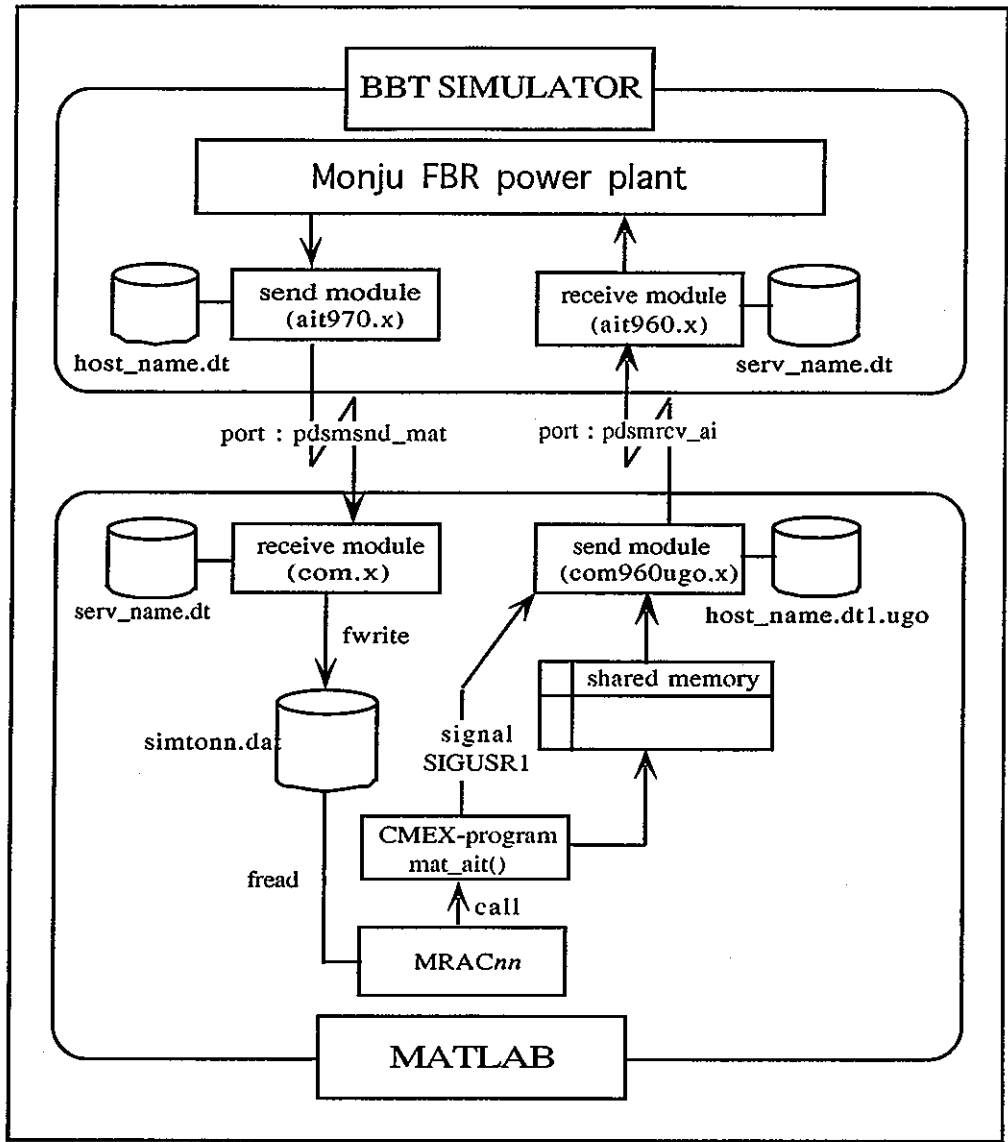 BBT SIMULATOR
Monju FBR power plant
send module
(ait970.x)
host_name.dt
receive module
(ait960.x)
serv_name.dt
port : pdsmsnd_mat
port : pdsmrcv_ai
receive module
(com.x)
serv_name.dt
send module
(com960ugo.x)
host_name.dt1.ugo
fwrite
shared memory
simtonn.dat
signal
SIGUSR1
CMEX-program
mat_ait()
fread
call
MRACnn
MATLAB